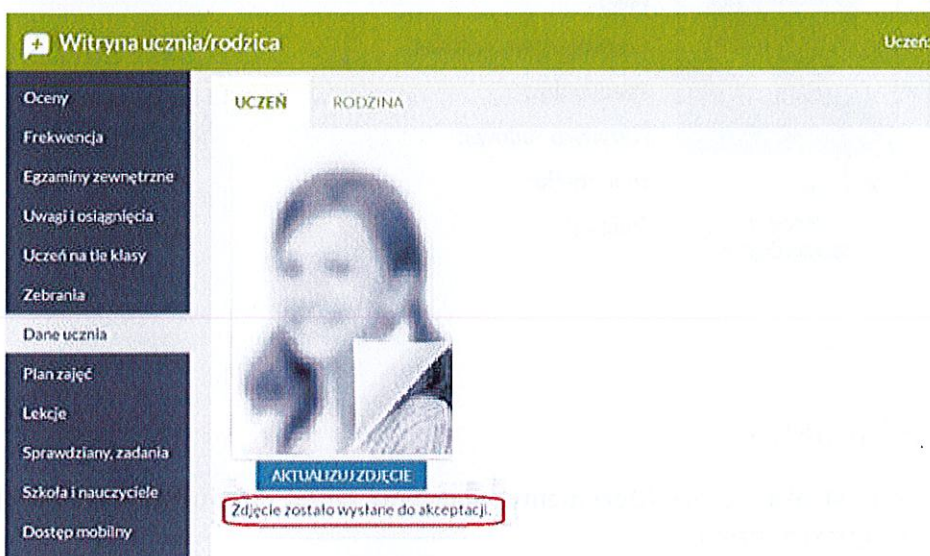 Witryna ucznia/rodzica
Uczeń:
Oceny
Frekwencja
Egzaminy zewnętrzne
Uwagi i osiągnięcia
Uczeń na tle klasy
Zebrania
Dane ucznia
Plan zajęć
Lekcje
Sprawdziany, zadania
Szkoła i nauczyciele
Dostęp mobilny
UCZEŃ RODZINA
AKTUALIZUJ ZDJĘCIE
Zdjęcie zostało wysłane do akceptacji.